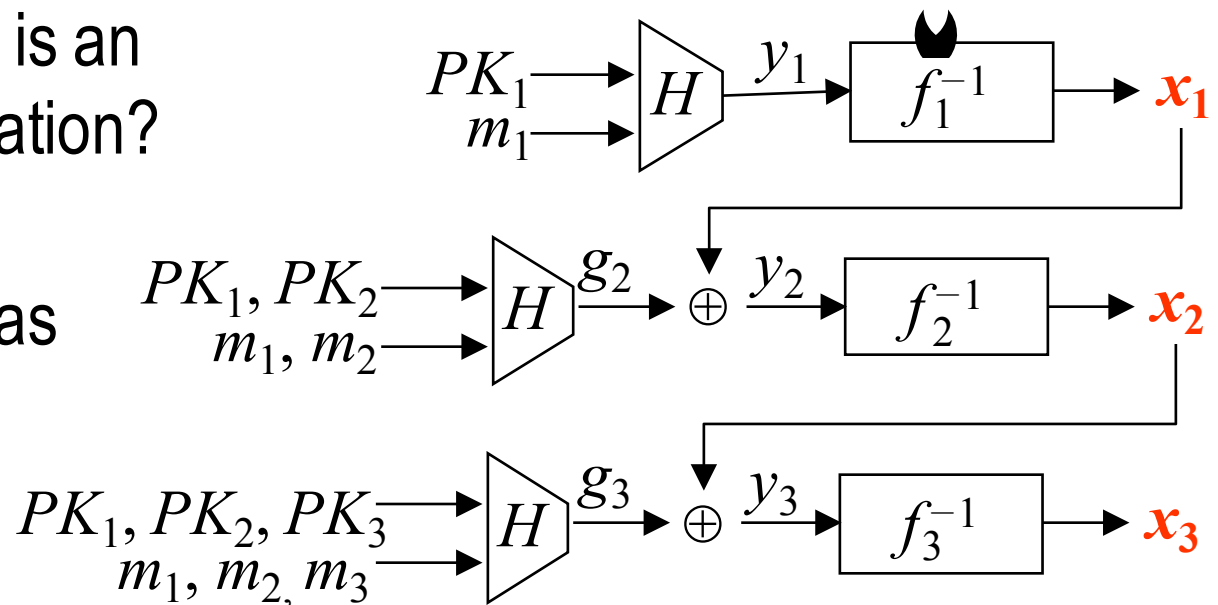 is an
ation?
as
PK₁
m₁
H
y₁
f₁⁻¹
x₁
PK₁, PK₂
m₁, m₂
H
g₂
⊕
y₂
f₂⁻¹
x₂
PK₁, PK₂, PK₃
m₁, m₂, m₃
H
g₃
⊕
y₃
f₃⁻¹
x₃